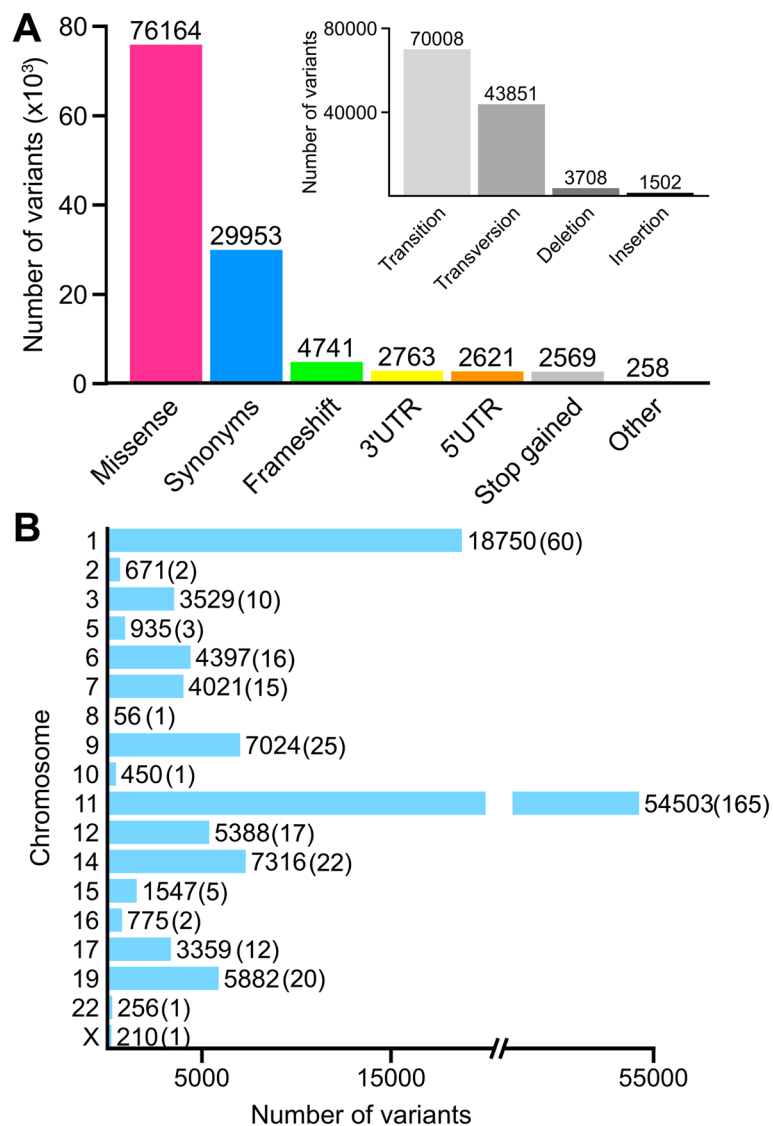 A
Number of variants (x10³)
80
60
40
20
0
76164
29953
4741
2763
2621
2569
258
Missense
Synonyms
Frameshift
3'UTR
5'UTR
Stop gained
Other
Number of variants
80000
40000
70008
43851
3708
1502
Transition
Transversion
Deletion
Insertion
B
Chromosome
1 18750(60)
2 671(2)
3 3529(10)
5 935(3)
6 4397(16)
7 4021(15)
8 56(1)
9 7024(25)
10 450(1)
11 54503(165)
12 5388(17)
14 7316(22)
15 1547(5)
16 775(2)
17 3359(12)
19 5882(20)
22 256(1)
X 210(1)
5000 15000 55000
Number of variants